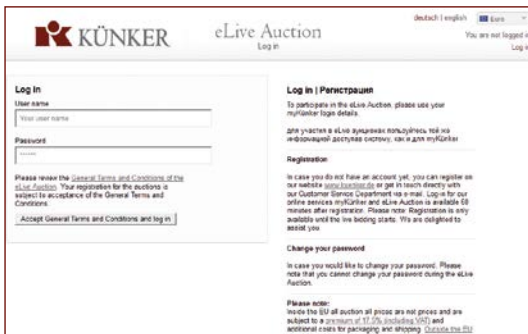 deutsch | english
Euro
KÜNKER
eLive Auction
Log in
You are not logged in
Log in
Log in
User name
Your user name
Password
Please review the General Terms and Conditions of the
eLive Auction. Your registration for the auctions is
subject to acceptance of the General Terms and
Conditions.
Accept General Terms and Conditions and log in
Log in | Регистрация
To participate in the eLive Auction, please use your
myKünker login details.
для участия в eLive аукционах пользуйтесь той же
информацией доступа в систему, как и для myKünker
Registration
In case you do not have an account yet, you can register on
our website www.kuenker.de or get in touch directly with
our Customer Service Department via e-mail. Log-in for our
online services myKünker and eLive Auction is available 60
minutes after registration. Please note: Registration is only
available until the live bidding starts. We are delighted to
assist you.
Change your password
In case you would like to change your password. Please
note that you cannot change your password during the eLive
Auction.
Please note:
Inside the EU all auction prices are net prices and are
subject to a premium of 17,5% (including VAT) and
additional costs for packaging and shipping. Outside the EU